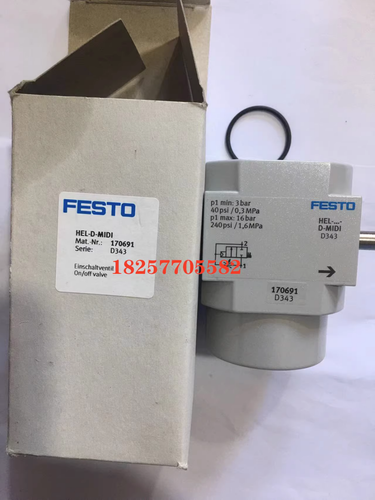 FESTO
HEL-D-MIDI
Mat.-Nr.: 170691
Serie: D343
Einschaltventil
On/off valve
p1 min: 3 bar
40 psi / 0,3 MPa
p1 max: 16 bar
240 psi / 1,6 MPa
2
FESTO
HEL-...-
D-MIDI
D343
170691
D343
18257705582